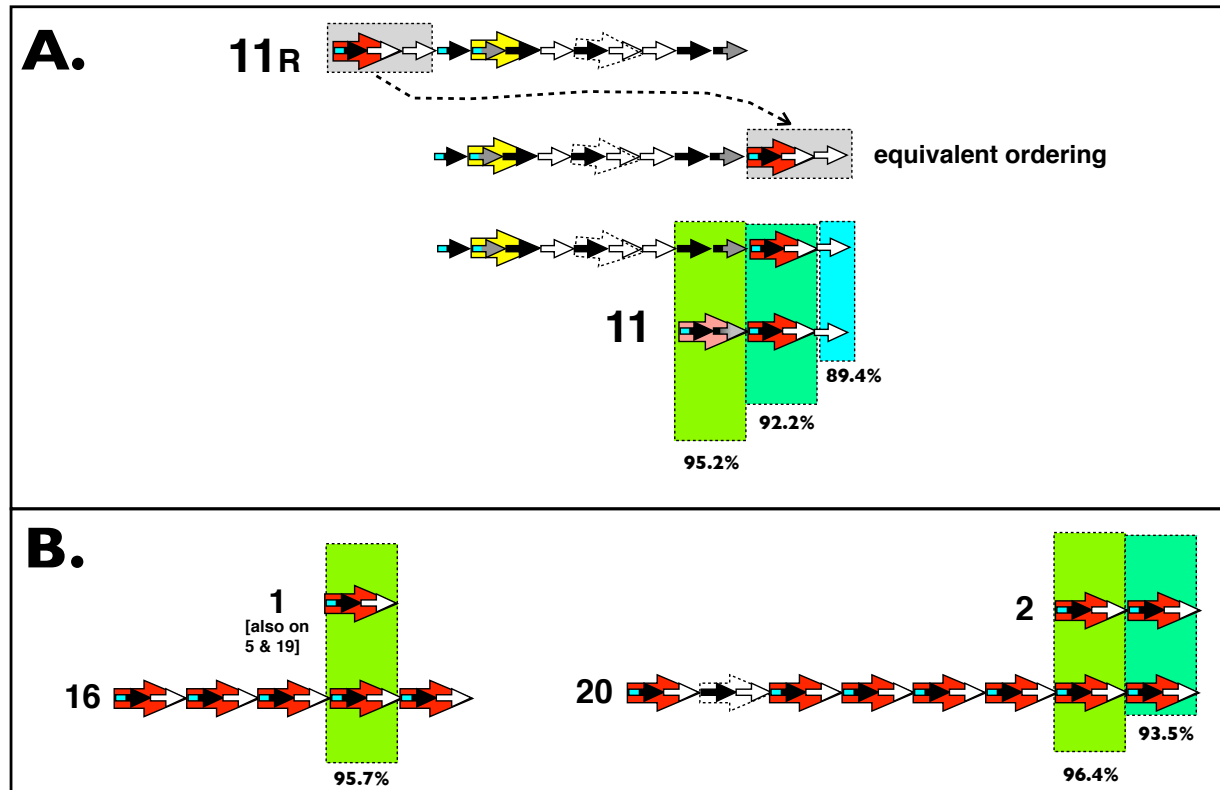 A.
11R
equivalent ordering
11
89.4%
92.2%
95.2%
B.
1
[also on
5 & 19]
16
95.7%
2
20
93.5%
96.4%